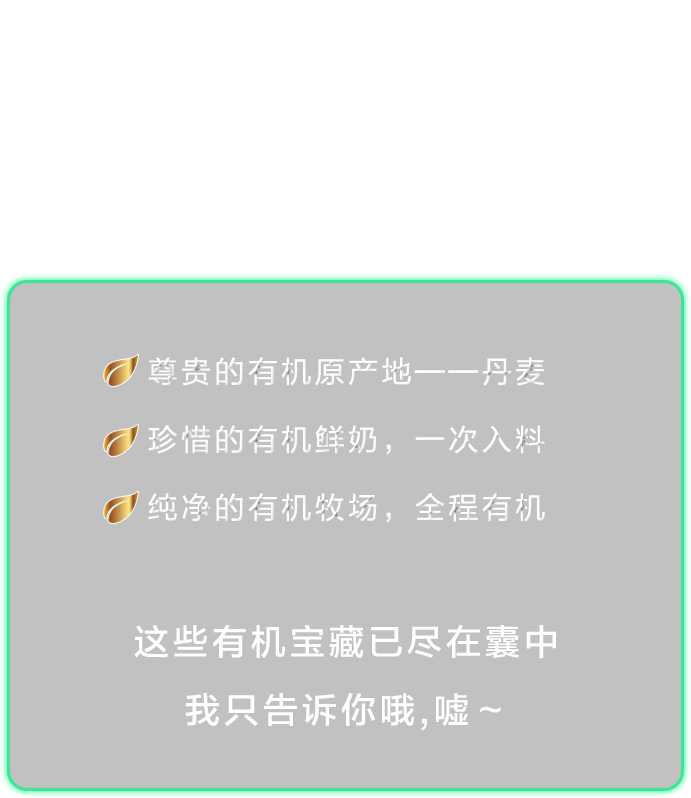 尊贵的有机原产地——丹麦
珍惜的有机鲜奶，一次入料
纯净的有机牧场，全程有机
这些有机宝藏已尽在囊中
我只告诉你哦,嘘~